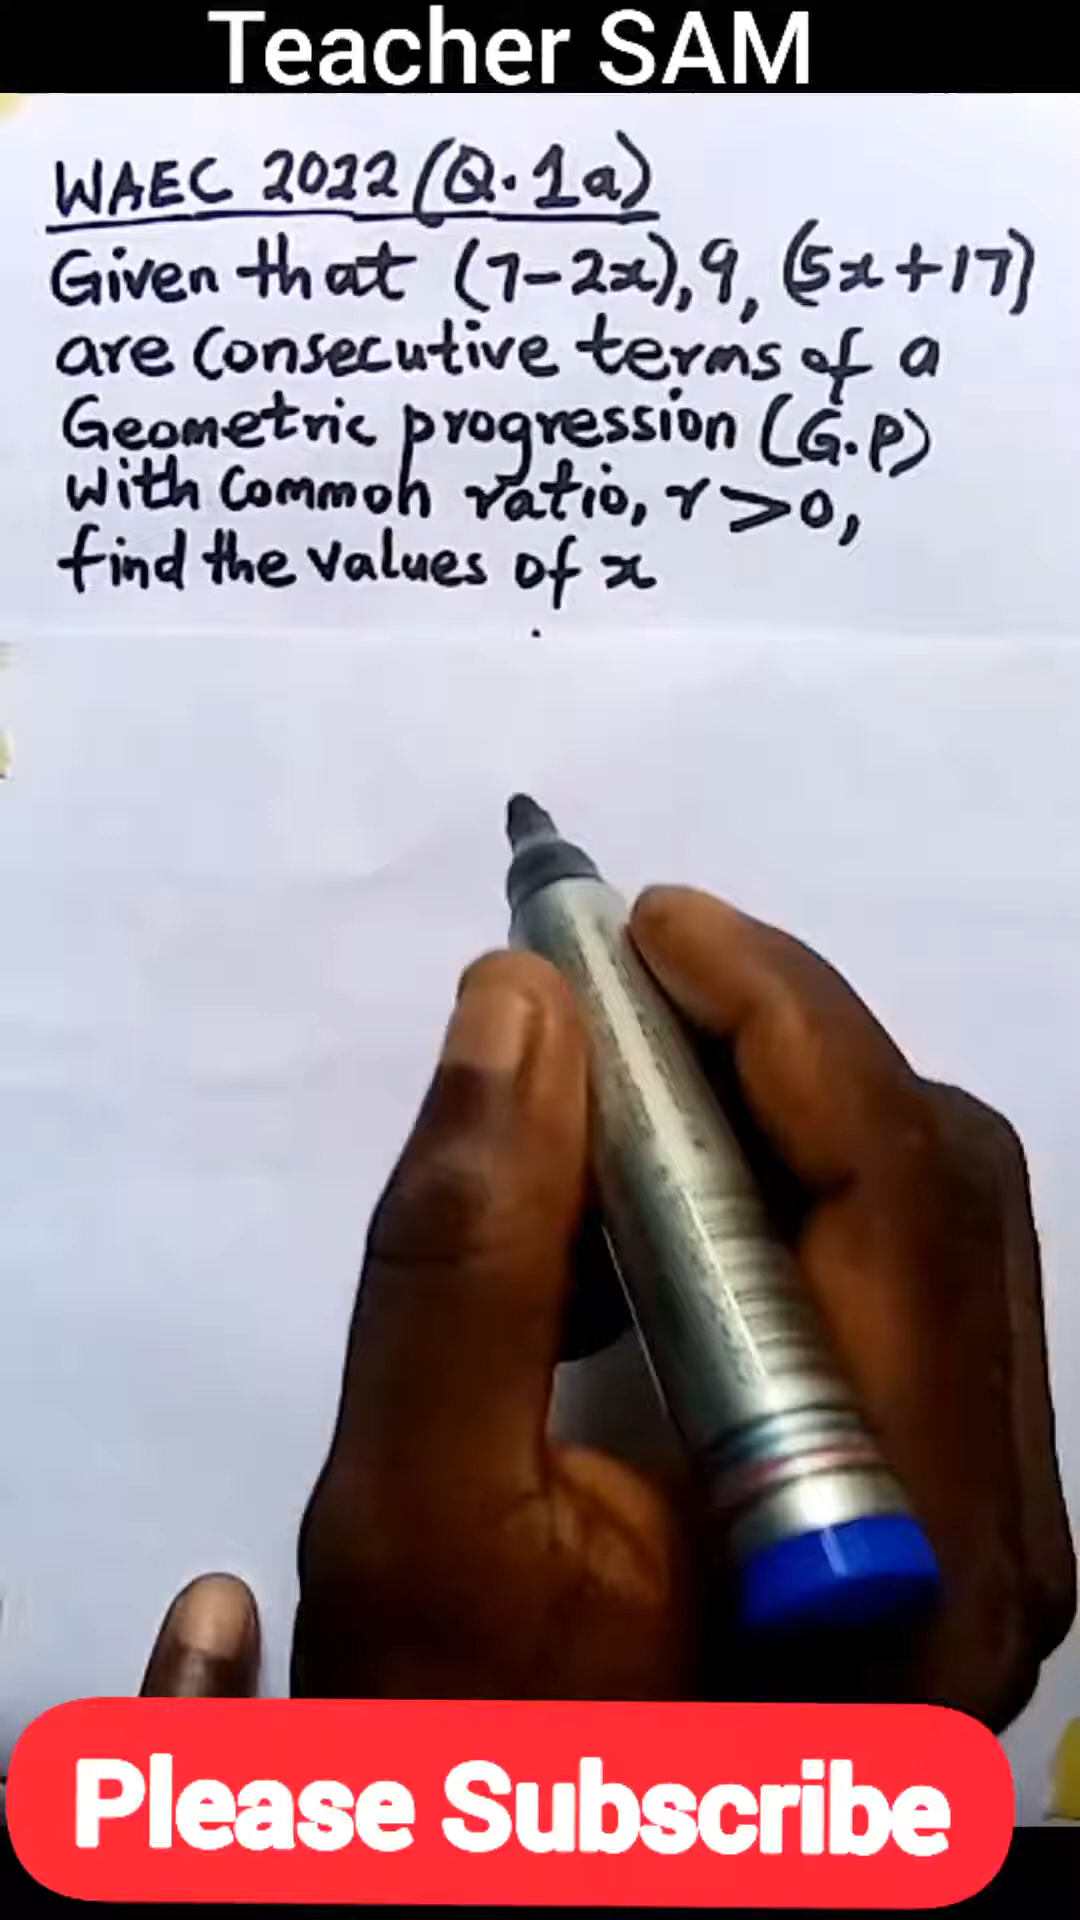 Teacher SAM
WAEC 2022 (Q.1a)
Given that (7-2x), 9, (5x+17)
are consecutive terms of a
Geometric progression (G.P)
with common ratio, r>0,
find the values of x
Please Subscribe